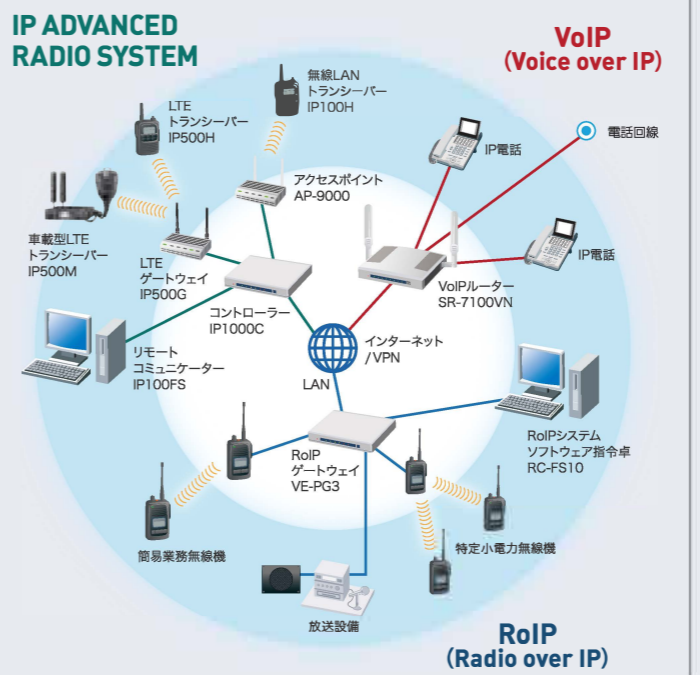 IP ADVANCED
RADIO SYSTEM
VoIP
(Voice over IP)
無線LAN
トランシーバー
IP100H
LTE
トランシーバー
IP500H
IP電話
電話回線
アクセスポイント
AP-9000
車載型LTE
トランシーバー
IP500M
LTE
ゲートウェイ
IP500G
IP電話
VoIPルーター
SR-7100VN
コントローラー
IP1000C
リモート
コミュニケーター
IP100FS
インターネット
/VPN
LAN
RoIPシステム
ソフトウェア指令卓
RC-FS10
RoIP
ゲートウェイ
VE-PG3
簡易業務無線機
特定小電力無線機
放送設備
RoIP
(Radio over IP)